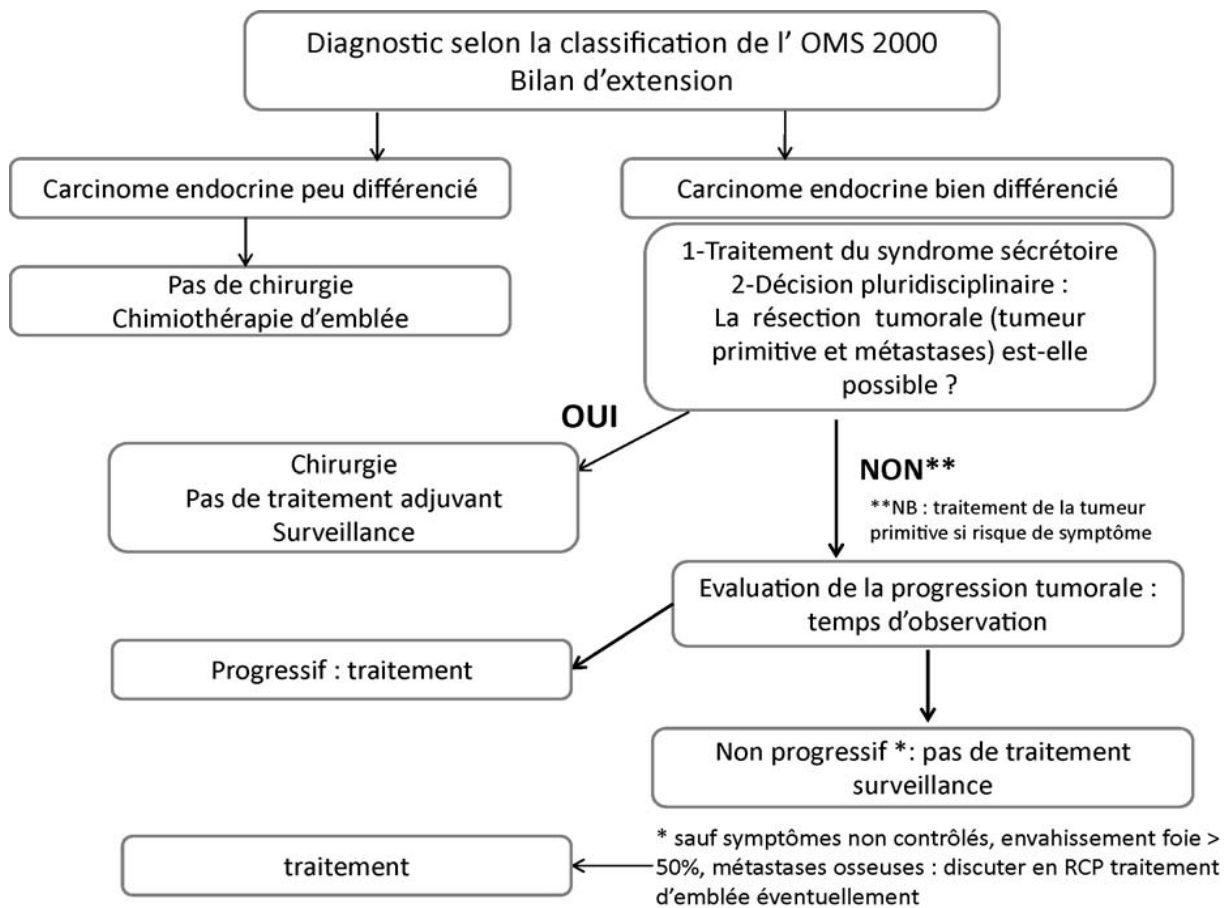 Diagnostic selon la classification de l’ OMS 2000
Bilan d’extension
Carcinome endocrine peu différencié
Carcinome endocrine bien différencié
Pas de chirurgie
Chimiothérapie d’emblée
1-Traitement du syndrome sécrétoire
2-Décision pluridisciplinaire :
La résection tumorale (tumeur
primitive et métastases) est-elle
possible ?
OUI
Chirurgie
Pas de traitement adjuvant
Surveillance
NON**
**NB : traitement de la tumeur
primitive si risque de symptôme
Evaluation de la progression tumorale :
temps d’observation
Progressif : traitement
Non progressif *: pas de traitement
surveillance
* sauf symptômes non contrôlés, envahissement foie >
50%, métastases osseuses : discuter en RCP traitement
d’emblée éventuellement
traitement